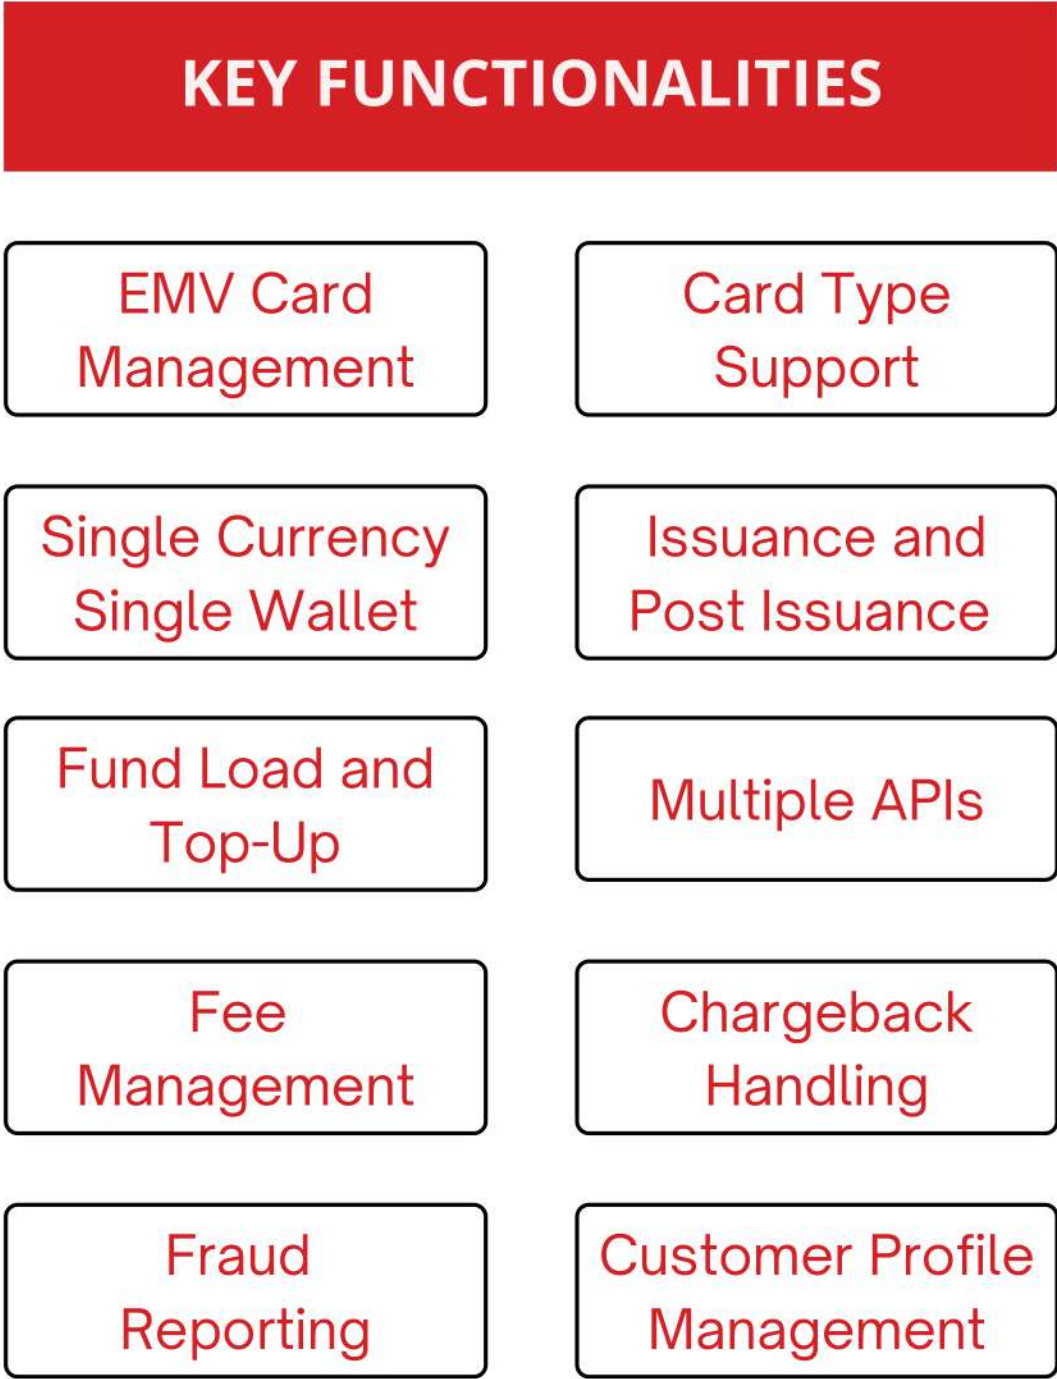 KEY FUNCTIONALITIES
EMV Card
Management
Card Type
Support
Single Currency
Single Wallet
Issuance and
Post Issuance
Fund Load and
Top-Up
Multiple APIs
Fee
Management
Chargeback
Handling
Fraud
Reporting
Customer Profile
Management